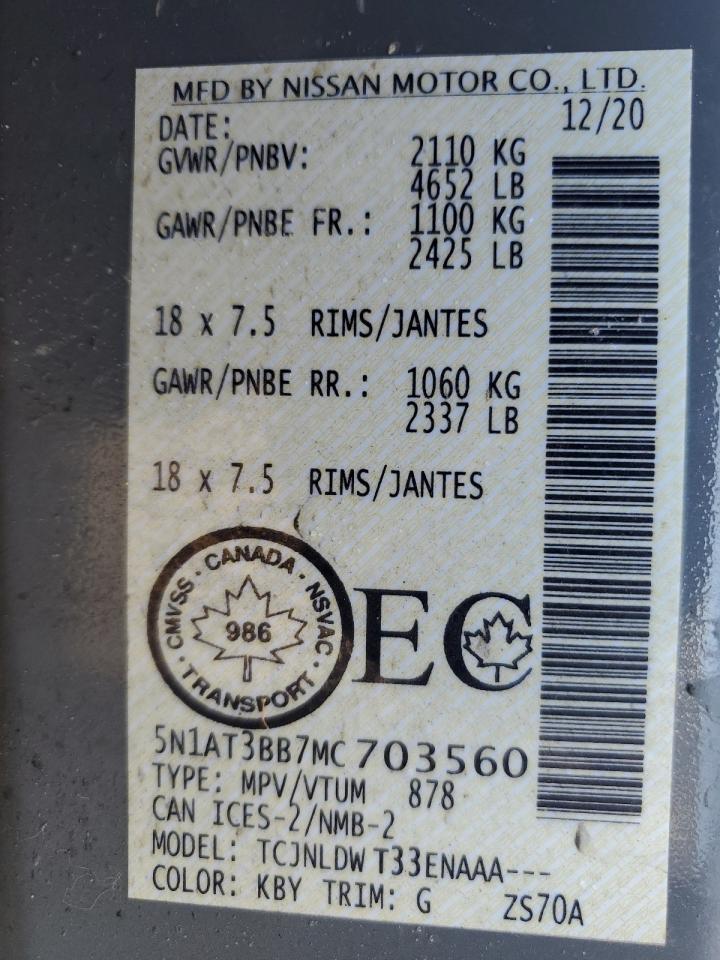 MFD BY NISSAN MOTOR CO., LTD.
DATE: 12/20
GVWR/PNBV: 2110 KG
4652 LB
GAWR/PNBE FR.: 1100 KG
2425 LB
18 x 7.5 RIMS/JANTES
GAWR/PNBE RR.: 1060 KG
2337 LB
18 x 7.5 RIMS/JANTES
CMVSS · CANADA · NSVAC · TRANSPORT ·
986
EC
5N1AT3BB7MC703560
TYPE: MPV/VTUM 878
CAN ICES-2/NMB-2
MODEL: TCJNLDW T33ENAAA---
COLOR: KBY TRIM: G ZS70A